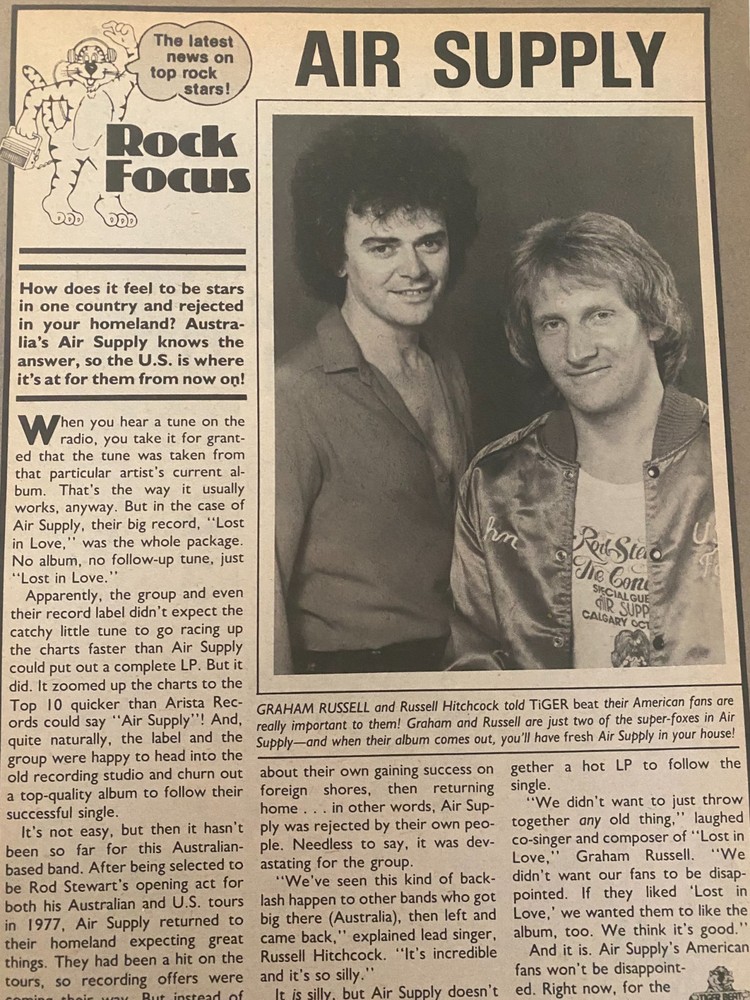 The latest
news on
top rock
stars!
Rock
Focus
AIR SUPPLY
How does it feel to be stars
in one country and rejected
in your homeland? Austra-
lia's Air Supply knows the
answer, so the U.S. is where
it's at for them from now on!
When you hear a tune on the
radio, you take it for grant-
ed that the tune was taken from
that particular artist's current al-
bum. That's the way it usually
works, anyway. But in the case of
Air Supply, their big record, "Lost
in Love," was the whole package.
No album, no follow-up tune, just
"Lost in Love."
Apparently, the group and even
their record label didn't expect the
catchy little tune to go racing up
the charts faster than Air Supply
could put out a complete LP. But it
did. It zoomed up the charts to the
Top 10 quicker than Arista Rec-
ords could say "Air Supply"! And,
quite naturally, the label and the
group were happy to head into the
old recording studio and churn out
a top-quality album to follow their
successful single.
It's not easy, but then it hasn't
been so far for this Australian-
based band. After being selected to
be Rod Stewart's opening act for
both his Australian and U.S. tours
in 1977, Air Supply returned to
their homeland expecting great
things. They had been a hit on the
tours, so recording offers were
coming their way. But instead of
hn
U
Rod Ste
The Conc
SPECIAL GUE
AIR SUPP
CALGARY OCT
GRAHAM RUSSELL and Russell Hitchcock told TiGER beat their American fans are
really important to them! Graham and Russell are just two of the super-foxes in Air
Supply—and when their album comes out, you'll have fresh Air Supply in your house!
about their own gaining success on
foreign shores, then returning
home . . . in other words, Air Sup-
ply was rejected by their own peo-
ple. Needless to say, it was dev-
astating for the group.
"We've seen this kind of back-
lash happen to other bands who got
big there (Australia), then left and
came back," explained lead singer,
Russell Hitchcock. "It's incredible
and it's so silly."
It is silly, but Air Supply doesn't
gether a hot LP to follow the
single.
"We didn't want to just throw
together any old thing," laughed
co-singer and composer of "Lost in
Love," Graham Russell. "We
didn't want our fans to be disap-
pointed. If they liked 'Lost in
Love,' we wanted them to like the
album, too. We think it's good."
And it is. Air Supply's American
fans won't be disappoint-
ed. Right now, for the
TIGER BEAT